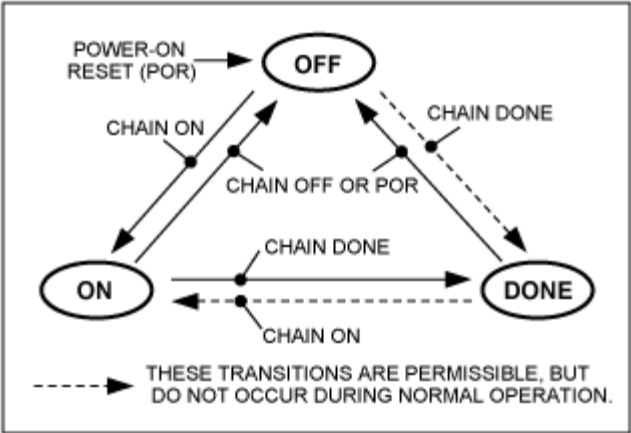 POWER-ON
RESET (POR)
OFF
CHAIN ON
CHAIN DONE
CHAIN OFF OR POR
CHAIN DONE
ON
DONE
CHAIN ON
THESE TRANSITIONS ARE PERMISSIBLE, BUT
DO NOT OCCUR DURING NORMAL OPERATION.